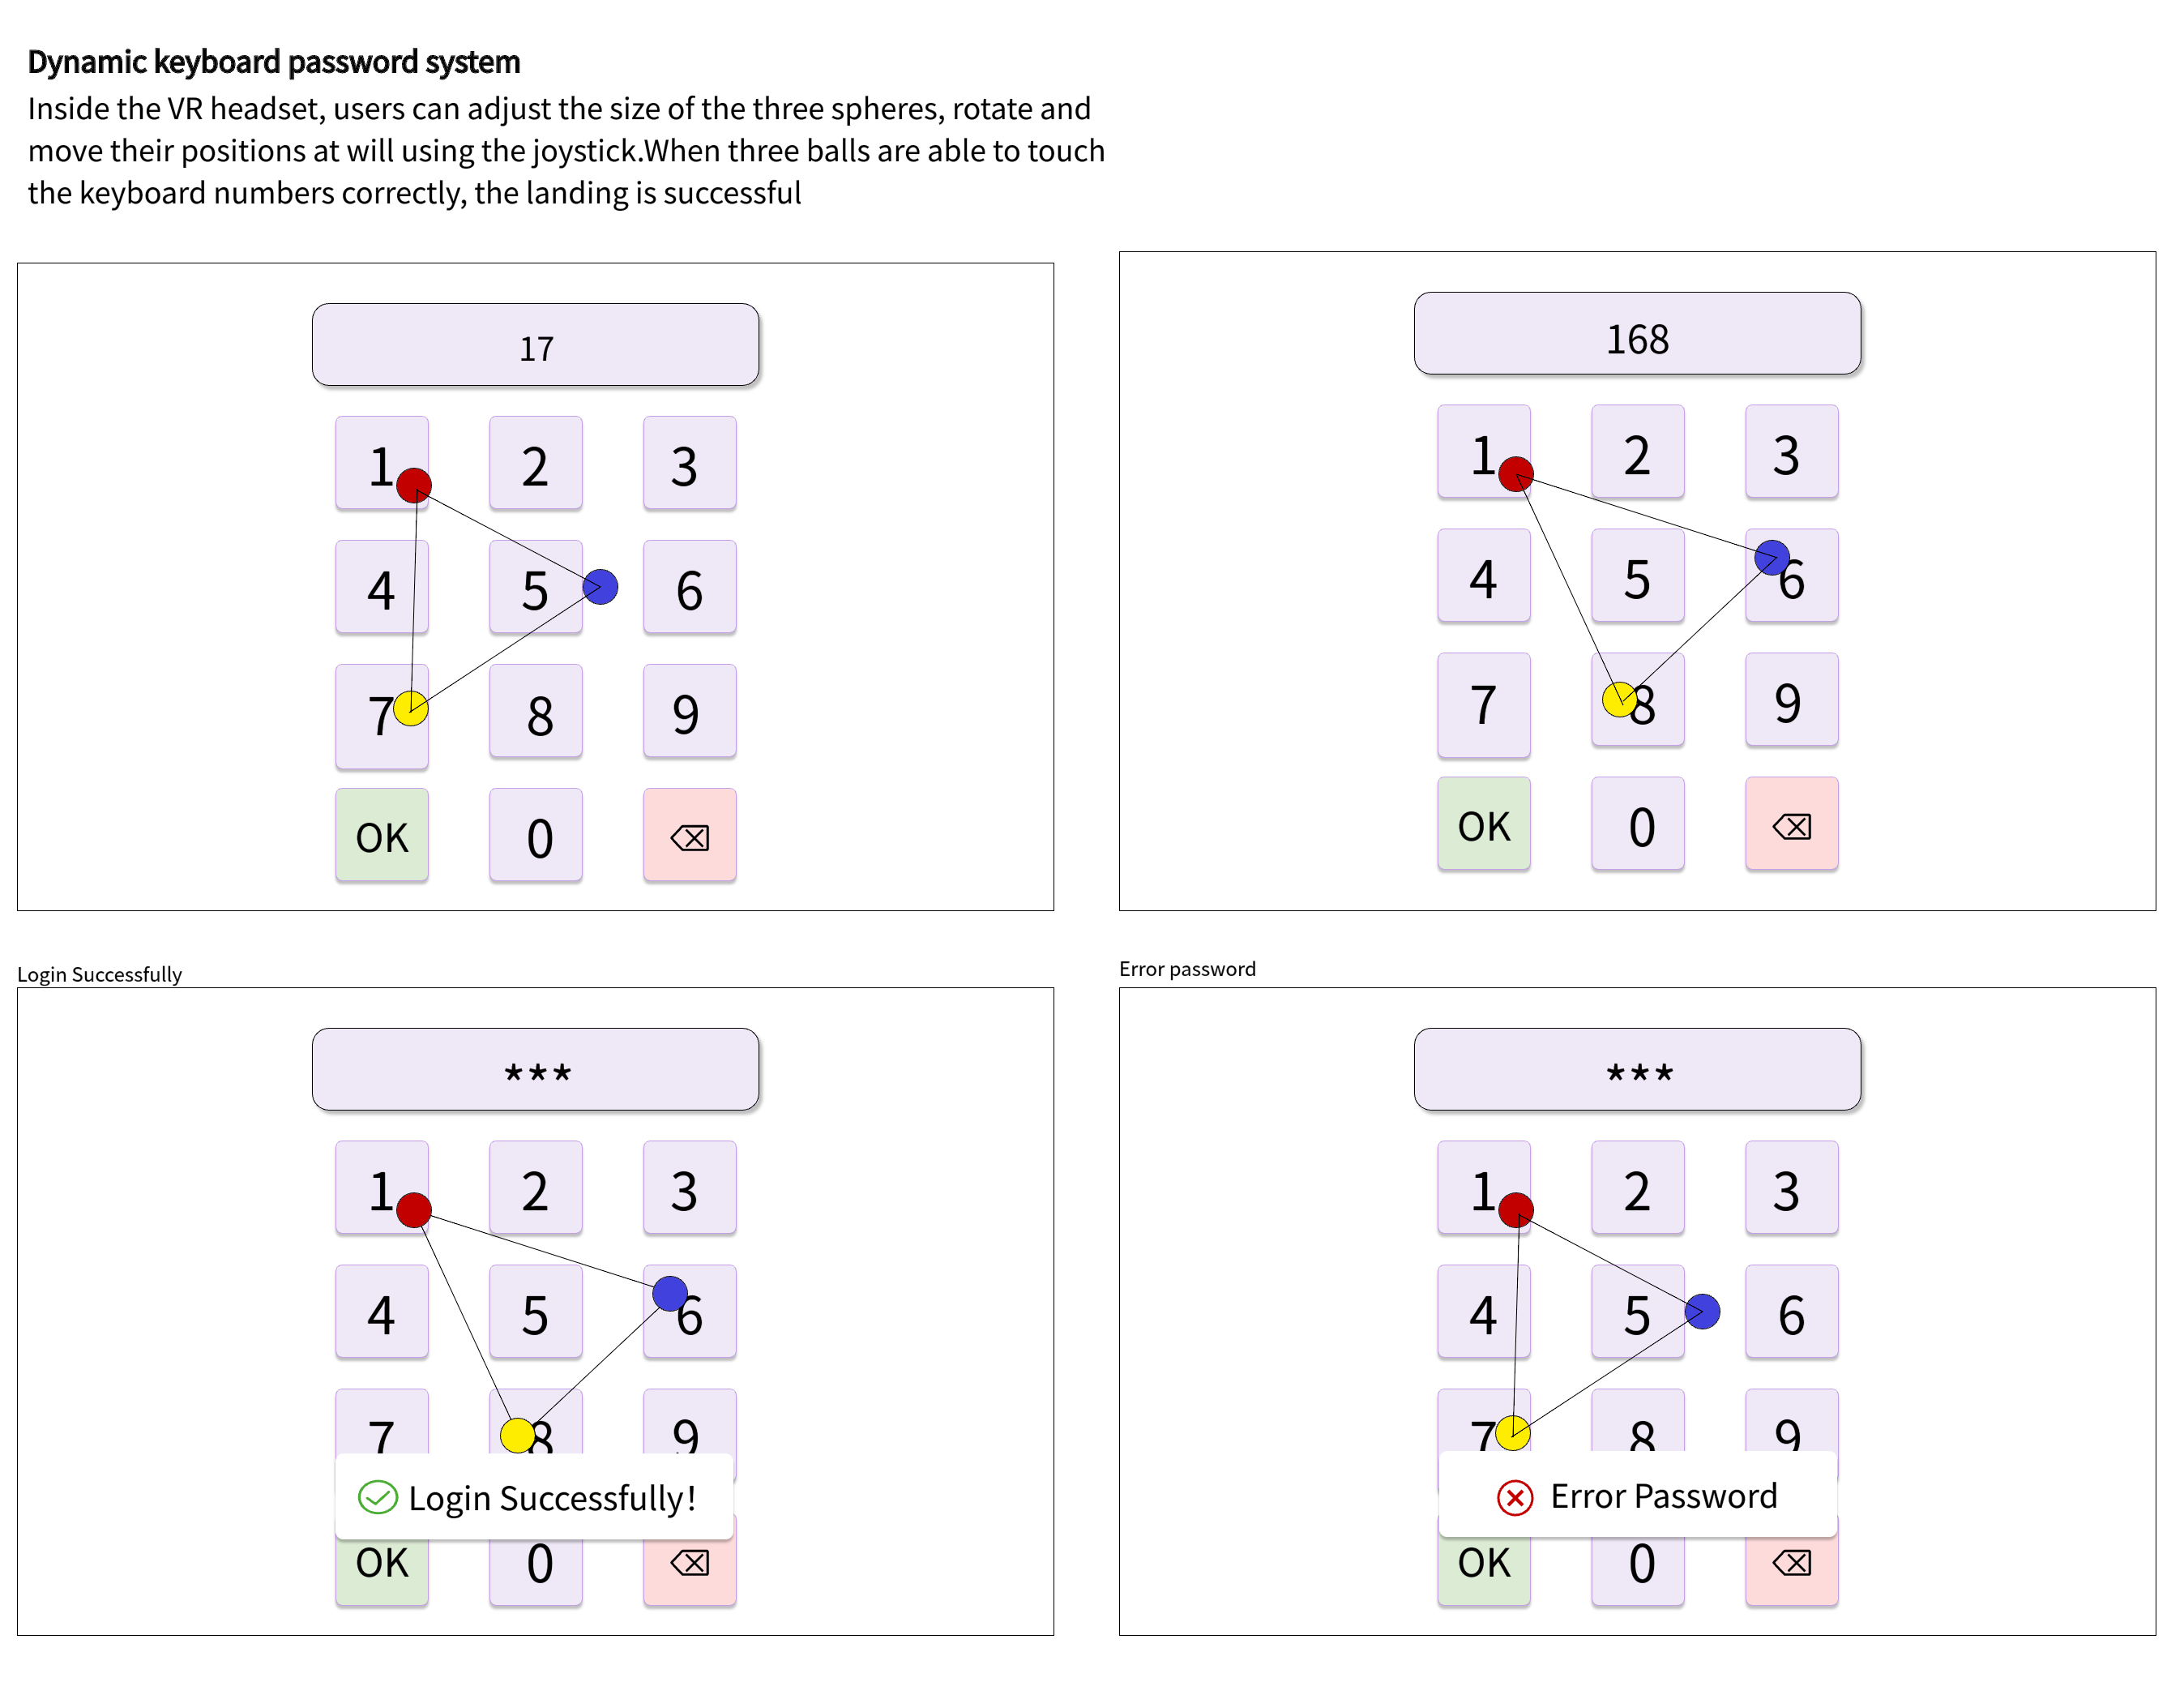 Dynamic keyboard password system
Inside the VR headset, users can adjust the size of the three spheres, rotate and
move their positions at will using the joystick.When three balls are able to touch
the keyboard numbers correctly, the landing is successful
17
1 2 3
4 5 6
7 8 9
OK 0
168
1 2 3
4 5 6
7 8 9
OK 0
Login Successfully
***
1 2 3
4 5 6
7 8 9
Login Successfully!
OK 0
Error password
***
1 2 3
4 5 6
7 8 9
Error Password
OK 0